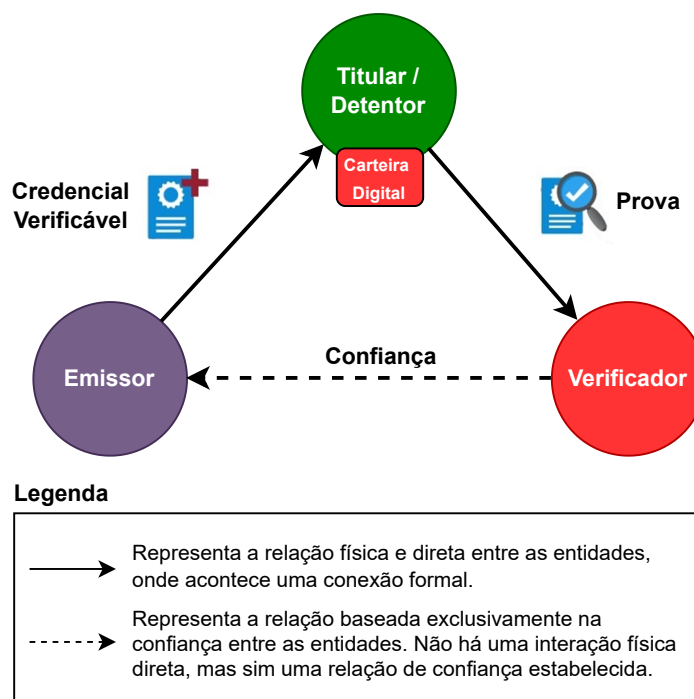 Titular /
Detentor
Carteira
Digital
Credencial
Verificável
Prova
Confiança
Emissor
Verificador
Legenda
Representa a relação física e direta entre as entidades,
onde acontece uma conexão formal.
Representa a relação baseada exclusivamente na
confiança entre as entidades. Não há uma interação física
direta, mas sim uma relação de confiança estabelecida.